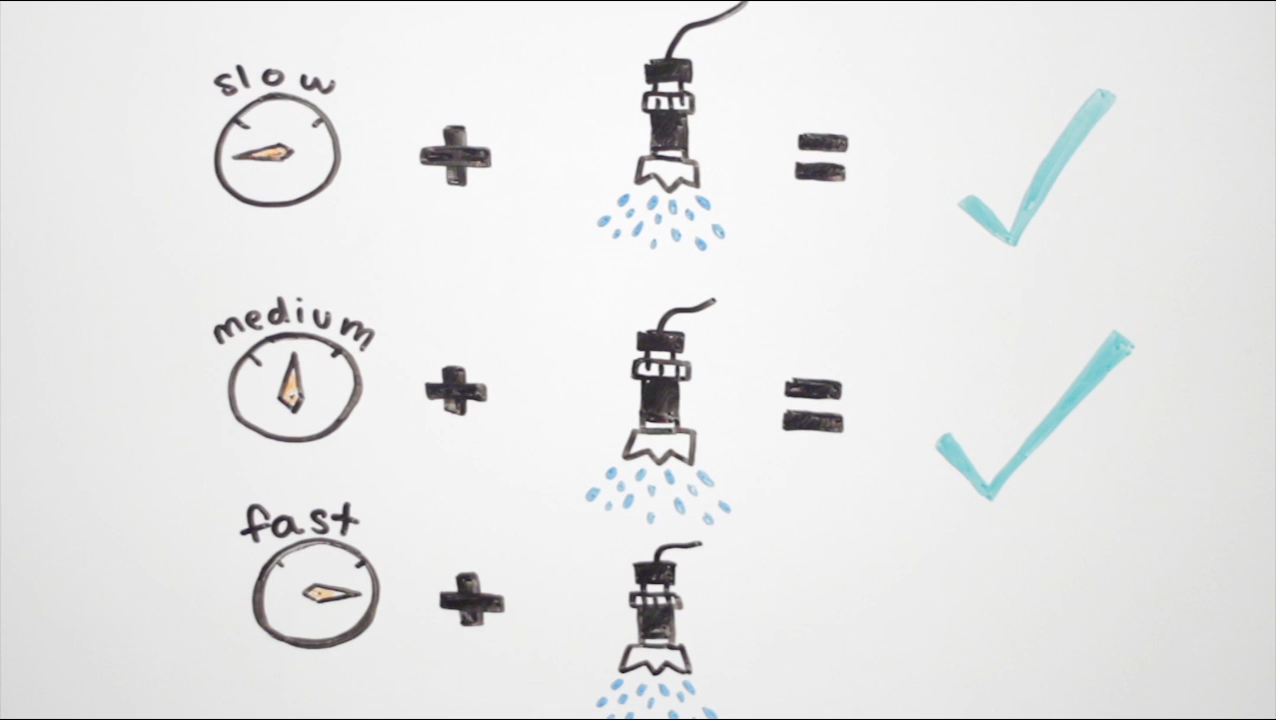 slow
+
=
medium
+
=
fast
+